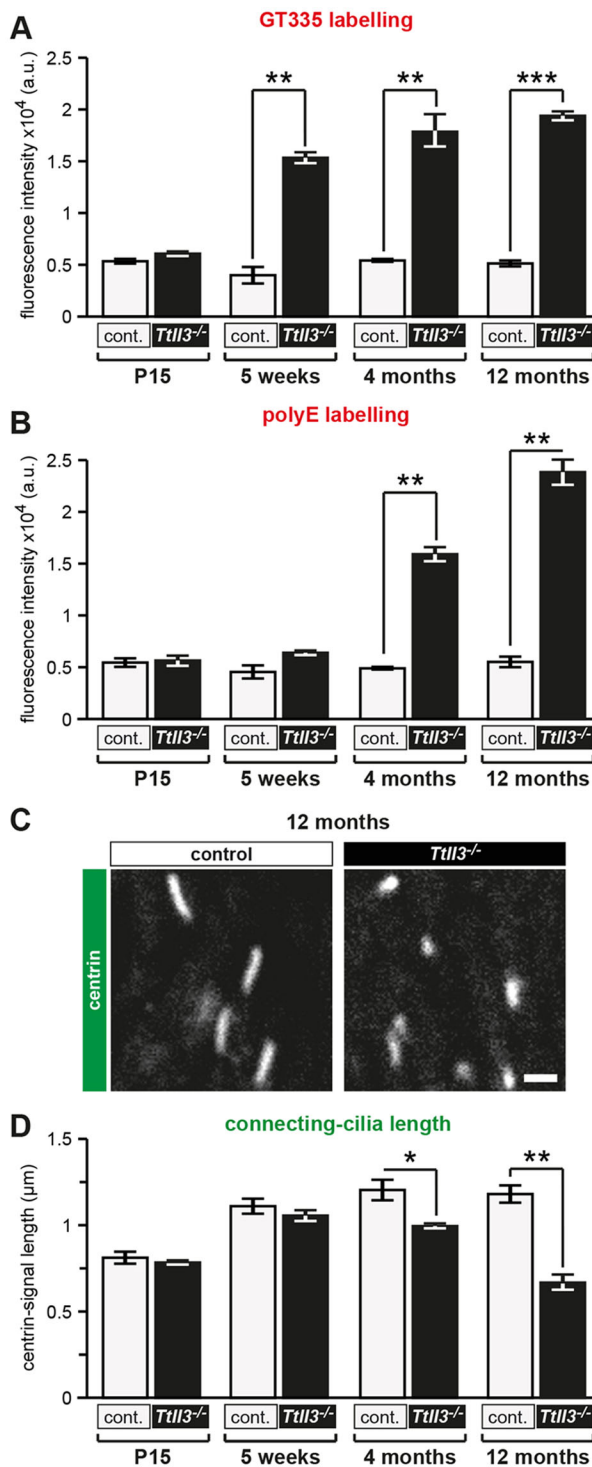 A
GT335 labelling
fluorescence intensity x10⁴ (a.u.)
2.5
2
1.5
1
0.5
0
** ** ***
cont. Ttll3-/- cont. Ttll3-/- cont. Ttll3-/- cont. Ttll3-/-
P15 5 weeks 4 months 12 months
B
polyE labelling
fluorescence intensity x10⁴ (a.u.)
2.5
2
1.5
1
0.5
0
** **
cont. Ttll3-/- cont. Ttll3-/- cont. Ttll3-/- cont. Ttll3-/-
P15 5 weeks 4 months 12 months
C
12 months
control Ttll3-/-
centrin
D
connecting-cilia length
centrin-signal length (µm)
1.5
1
0.5
0
* **
cont. Ttll3-/- cont. Ttll3-/- cont. Ttll3-/- cont. Ttll3-/-
P15 5 weeks 4 months 12 months